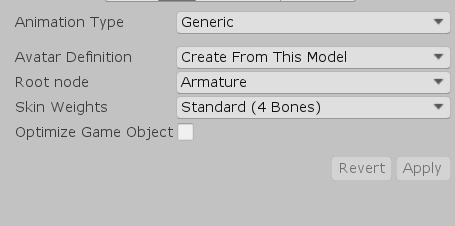 Animation Type Generic
Avatar Definition Create From This Model
Root node Armature
Skin Weights Standard (4 Bones)
Optimize Game Object
Revert Apply